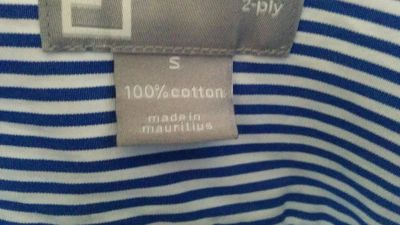 2-ply
S
100% cotton
made in
mauritius